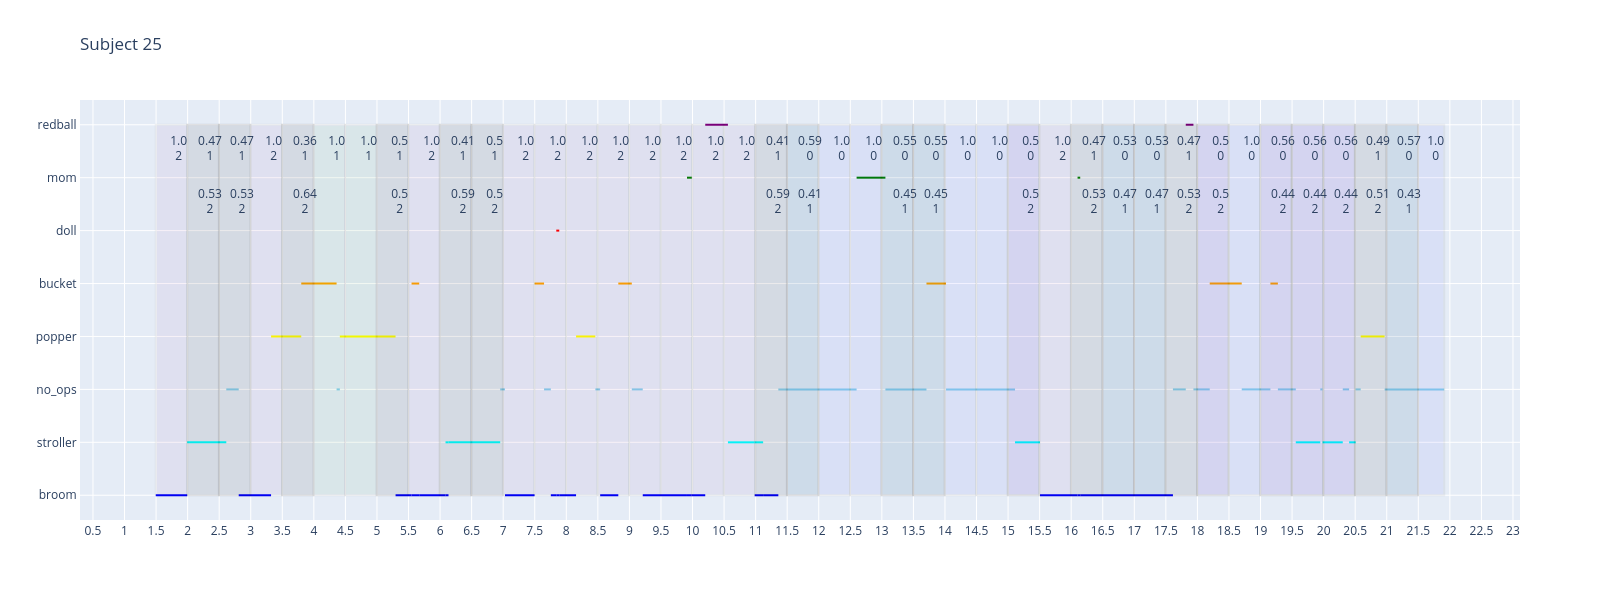 Subject 25
redball
1.0 0.47 0.47 1.0 0.36 1.0 1.0 0.5 1.0 0.41 0.5 1.0 1.0 1.0 1.0 1.0 1.0 1.0 1.0 0.41 0.59 1.0 1.0 0.55 0.55 1.0 1.0 0.5 1.0 0.47 0.53 0.53 0.47 0.5 1.0 0.56 0.56 0.56 0.49 0.57 1.0
2 1 1 2 1 1 1 1 2 1 1 2 2 2 2 2 2 2 2 1 0 0 0 0 0 0 0 0 2 1 0 0 1 0 0 0 0 0 1 0 0
mom
0.53 0.53 0.64 0.5 0.59 0.5 0.59 0.41 0.45 0.45 0.5 0.53 0.47 0.47 0.53 0.5 0.44 0.44 0.44 0.51 0.43
2 2 2 2 2 2 2 1 1 1 2 2 1 1 2 2 2 2 2 2 1
doll
bucket
popper
no_ops
stroller
broom
0.5 1 1.5 2 2.5 3 3.5 4 4.5 5 5.5 6 6.5 7 7.5 8 8.5 9 9.5 10 10.5 11 11.5 12 12.5 13 13.5 14 14.5 15 15.5 16 16.5 17 17.5 18 18.5 19 19.5 20 20.5 21 21.5 22 22.5 23